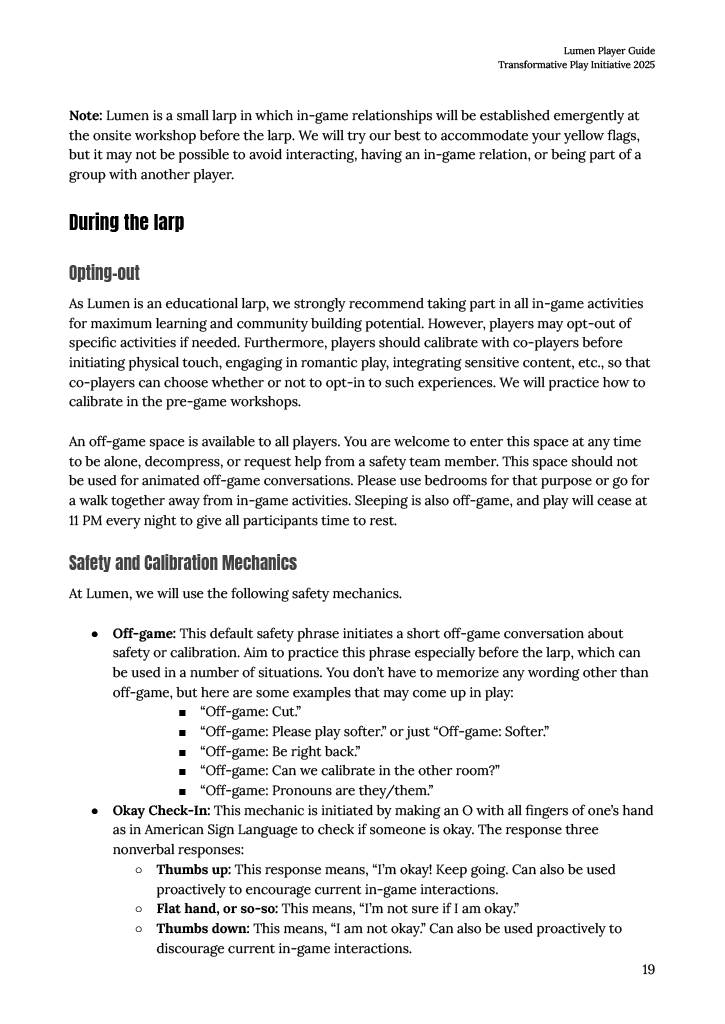 Lumen Player Guide
Transformative Play Initiative 2025
Note: Lumen is a small larp in which in-game relationships will be established emergently at
the onsite workshop before the larp. We will try our best to accommodate your yellow flags,
but it may not be possible to avoid interacting, having an in-game relation, or being part of a
group with another player.
During the larp
Opting-out
As Lumen is an educational larp, we strongly recommend taking part in all in-game activities
for maximum learning and community building potential. However, players may opt-out of
specific activities if needed. Furthermore, players should calibrate with co-players before
initiating physical touch, engaging in romantic play, integrating sensitive content, etc., so that
co-players can choose whether or not to opt-in to such experiences. We will practice how to
calibrate in the pre-game workshops.
An off-game space is available to all players. You are welcome to enter this space at any time
to be alone, decompress, or request help from a safety team member. This space should not
be used for animated off-game conversations. Please use bedrooms for that purpose or go for
a walk together away from in-game activities. Sleeping is also off-game, and play will cease at
11 PM every night to give all participants time to rest.
Safety and Calibration Mechanics
At Lumen, we will use the following safety mechanics.
● Off-game: This default safety phrase initiates a short off-game conversation about
safety or calibration. Aim to practice this phrase especially before the larp, which can
be used in a number of situations. You don’t have to memorize any wording other than
off-game, but here are some examples that may come up in play:
■ “Off-game: Cut.”
■ “Off-game: Please play softer.” or just “Off-game: Softer.”
■ “Off-game: Be right back.”
■ “Off-game: Can we calibrate in the other room?”
■ “Off-game: Pronouns are they/them.”
● Okay Check-In: This mechanic is initiated by making an O with all fingers of one’s hand
as in American Sign Language to check if someone is okay. The response three
nonverbal responses:
○ Thumbs up: This response means, “I’m okay! Keep going. Can also be used
proactively to encourage current in-game interactions.
○ Flat hand, or so-so: This means, “I’m not sure if I am okay.”
○ Thumbs down: This means, “I am not okay.” Can also be used proactively to
discourage current in-game interactions.
19